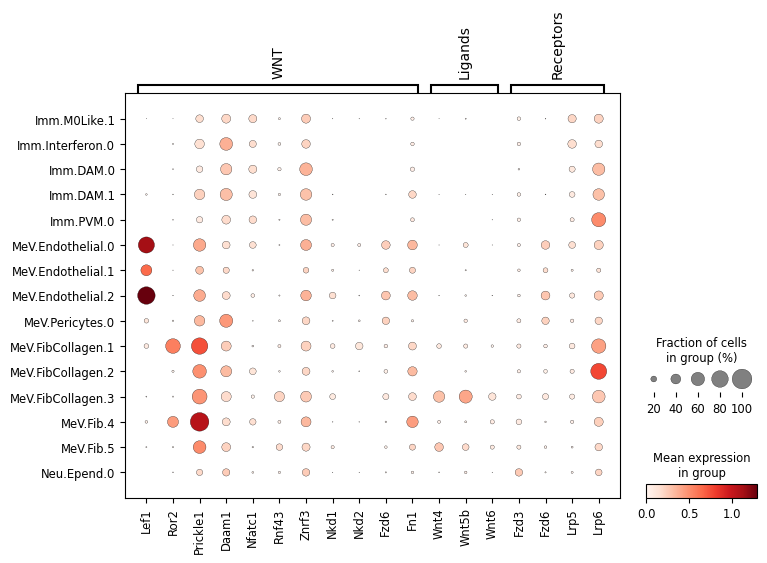 WNT
Ligands
Receptors
Imm.M0Like.1
Imm.Interferon.0
Imm.DAM.0
Imm.DAM.1
Imm.PVM.0
MeV.Endothelial.0
MeV.Endothelial.1
MeV.Endothelial.2
MeV.Pericytes.0
MeV.FibCollagen.1
MeV.FibCollagen.2
MeV.FibCollagen.3
MeV.Fib.4
MeV.Fib.5
Neu.Epend.0
Lef1
Ror2
Prickle1
Daam1
Nfatc1
Rnf43
Znrf3
Nkd1
Nkd2
Fzd6
Fn1
Wnt4
Wnt5b
Wnt6
Fzd3
Fzd6
Lrp5
Lrp6
Fraction of cells
in group (%)
20 40 60 80 100
Mean expression
in group
0.0 0.5 1.0